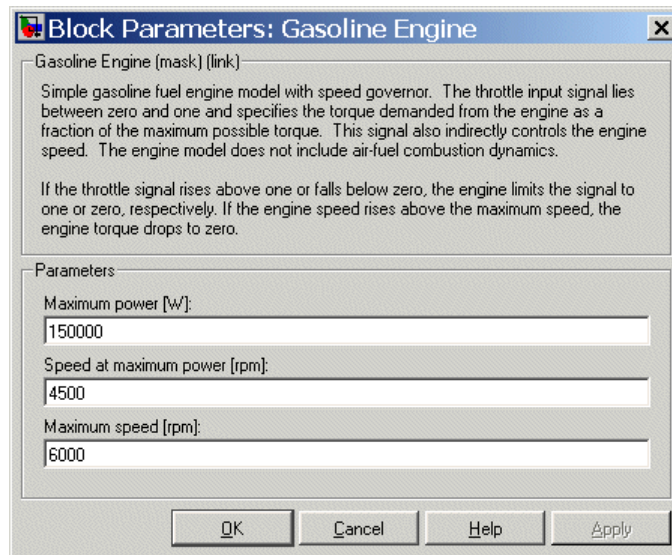 Block Parameters: Gasoline Engine
Gasoline Engine (mask) (link)
Simple gasoline fuel engine model with speed governor. The throttle input signal lies
between zero and one and specifies the torque demanded from the engine as a
fraction of the maximum possible torque. This signal also indirectly controls the engine
speed. The engine model does not include air-fuel combustion dynamics.
If the throttle signal rises above one or falls below zero, the engine limits the signal to
one or zero, respectively. If the engine speed rises above the maximum speed, the
engine torque drops to zero.
Parameters
Maximum power [W]:
150000
Speed at maximum power [rpm]:
4500
Maximum speed [rpm]:
6000
OK Cancel Help Apply